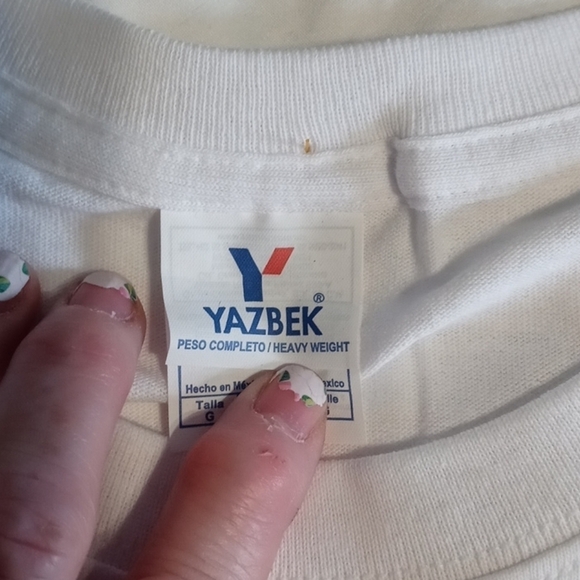 YAZBEK®
PESO COMPLETO / HEAVY WEIGHT
Hecho en
Talla
G